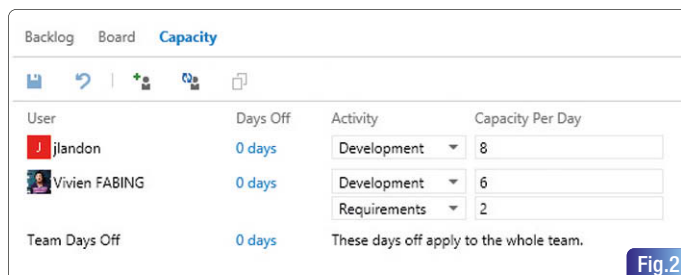 Backlog Board Capacity
User Days Off Activity Capacity Per Day
J jlandon 0 days Development 8
Vivien FABING 0 days Development 6
Requirements 2
Team Days Off 0 days These days off apply to the whole team.
Fig.2